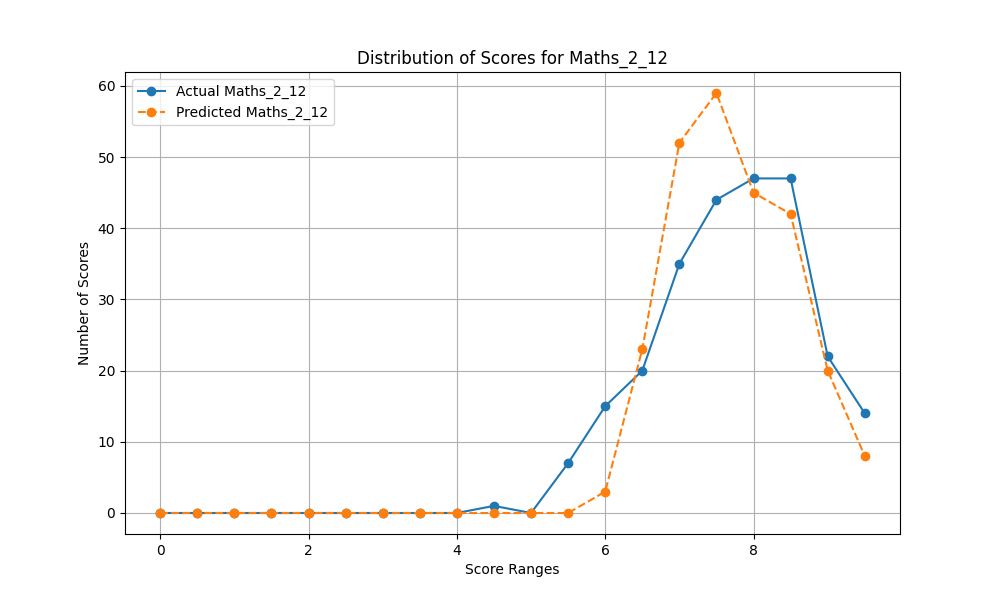 Distribution of Scores for Maths_2_12
Actual Maths_2_12
Predicted Maths_2_12
60
50
40
30
20
10
0
Number of Scores
0 2 4 6 8
Score Ranges